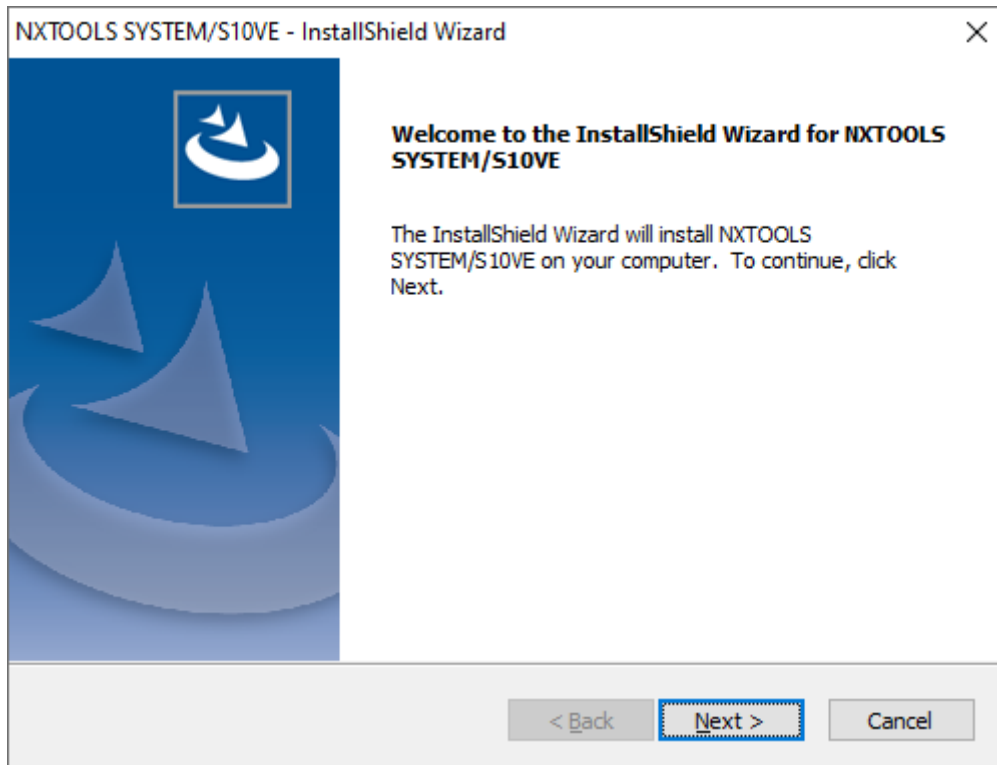 NXTOOLS SYSTEM/S10VE - InstallShield Wizard
Welcome to the InstallShield Wizard for NXTOOLS
SYSTEM/S10VE
The InstallShield Wizard will install NXTOOLS
SYSTEM/S10VE on your computer.  To continue, click
Next.
< Back
Next >
Cancel